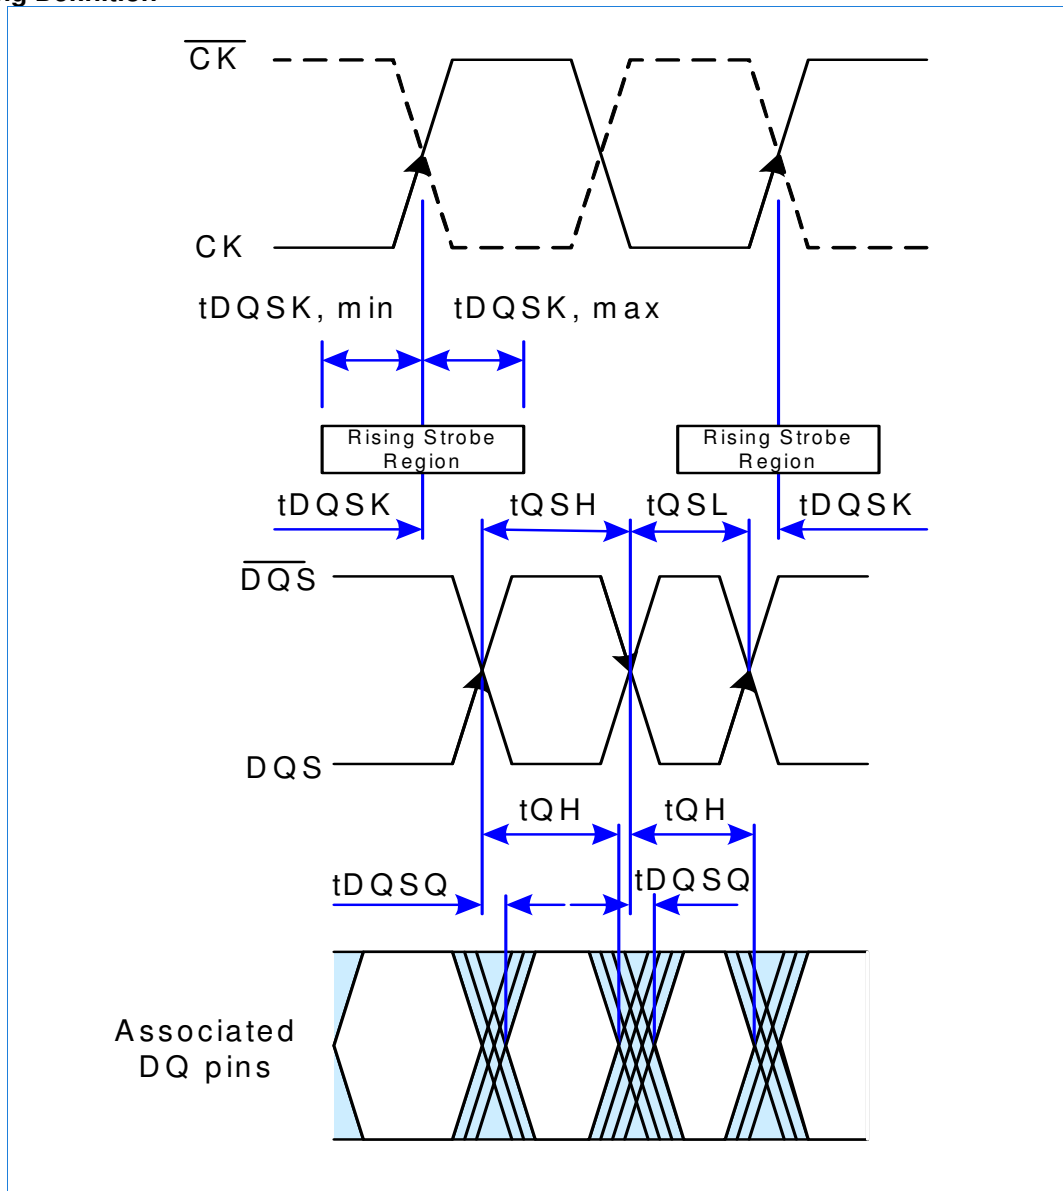 CK
CK
tDQSK, min tDQSK, max
Rising Strobe
Region
Rising Strobe
Region
tDQSK tQSH tQSL tDQSK
DQS
DQS
tQH tQH
tDQSQ tDQSQ
Associated
DQ pins